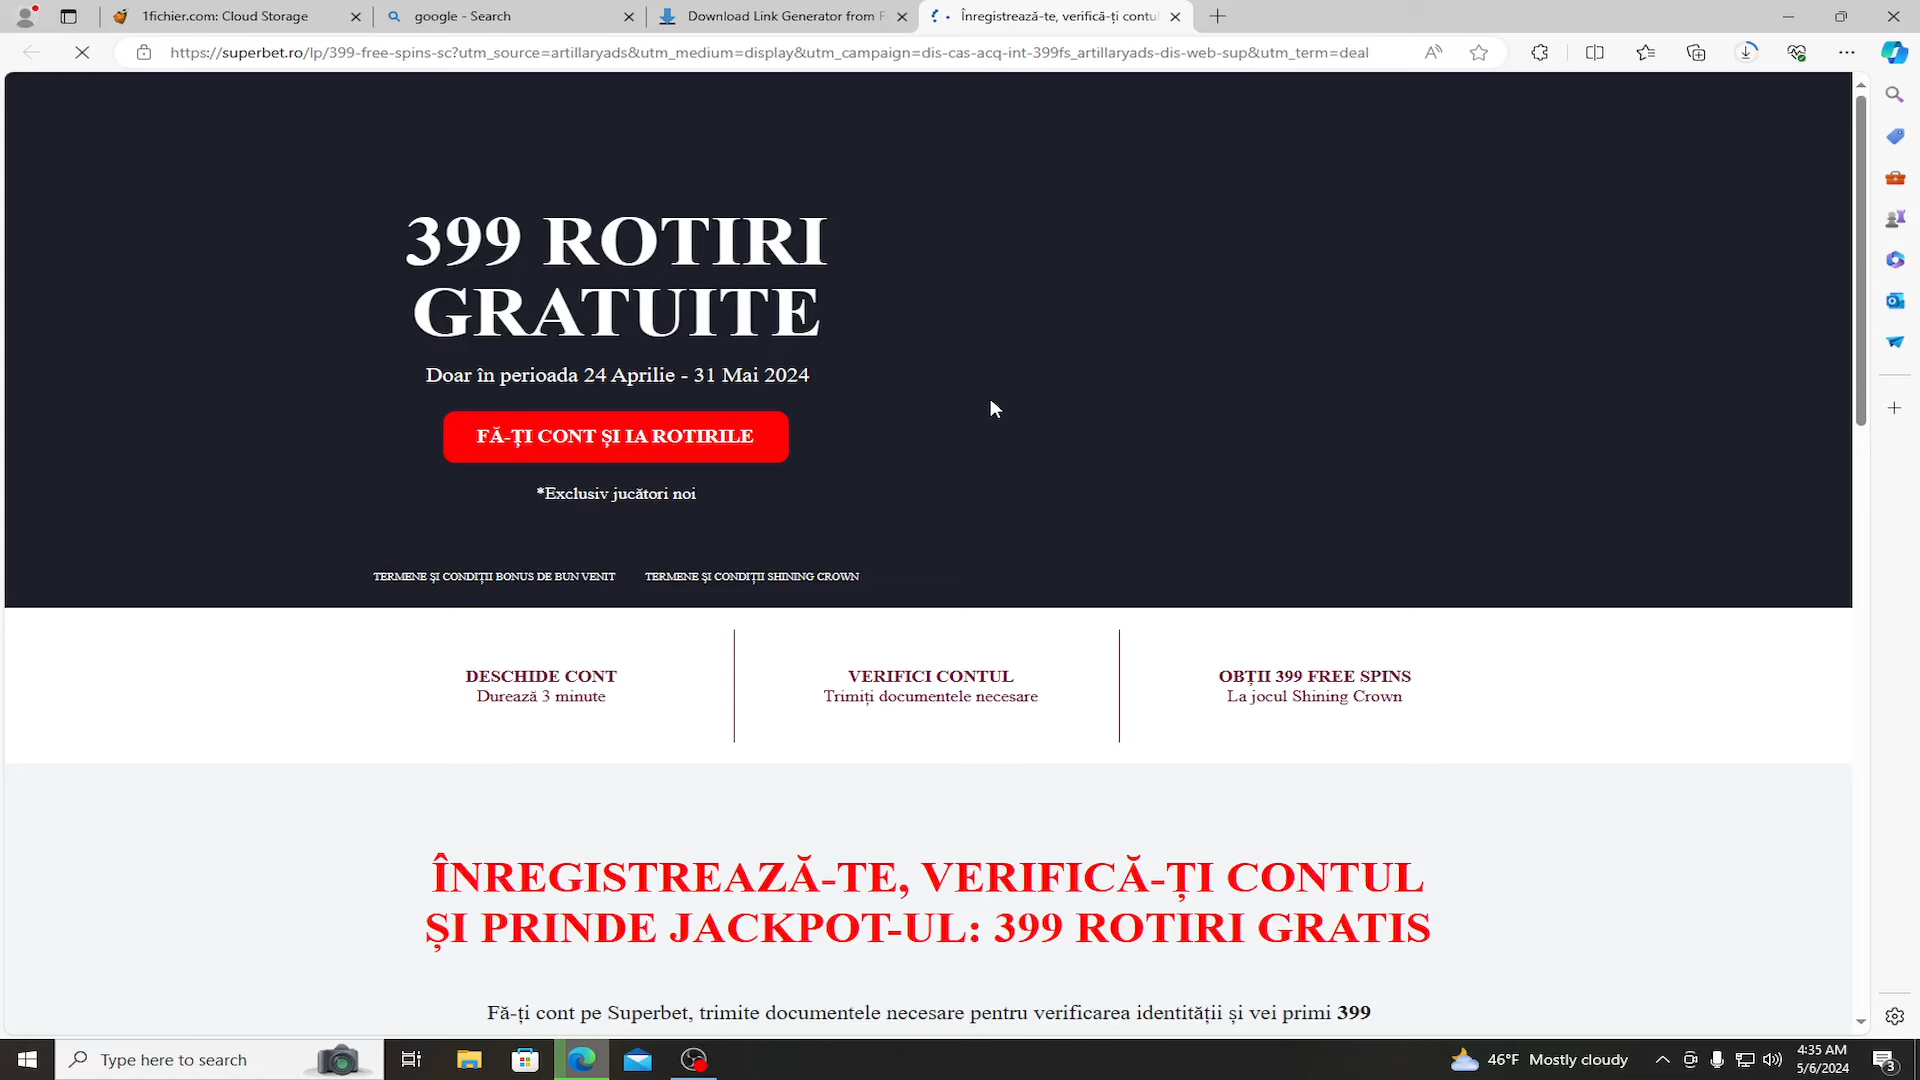 1fichier.com: Cloud Storage
google - Search
Download Link Generator from F
Înregistrează-te, verifică-ți contul
https://superbet.ro/lp/399-free-spins-sc?utm_source=artillaryads&utm_medium=display&utm_campaign=dis-cas-acq-int-399fs_artillaryads-dis-web-sup&utm_term=deal
399 ROTIRI
GRATUITE
Doar în perioada 24 Aprilie - 31 Mai 2024
FĂ-ȚI CONT ȘI IA ROTIRILE
*Exclusiv jucători noi
TERMENE ȘI CONDIȚII BONUS DE BUN VENIT
TERMENE ȘI CONDIȚII SHINING CROWN
DESCHIDE CONT
Durează 3 minute
VERIFICI CONTUL
Trimiți documentele necesare
OBȚII 399 FREE SPINS
La jocul Shining Crown
ÎNREGISTREAZĂ-TE, VERIFICĂ-ȚI CONTUL
ȘI PRINDE JACKPOT-UL: 399 ROTIRI GRATIS
Fă-ți cont pe Superbet, trimite documentele necesare pentru verificarea identității și vei primi 399
Type here to search
46°F Mostly cloudy
4:35 AM
5/6/2024
3